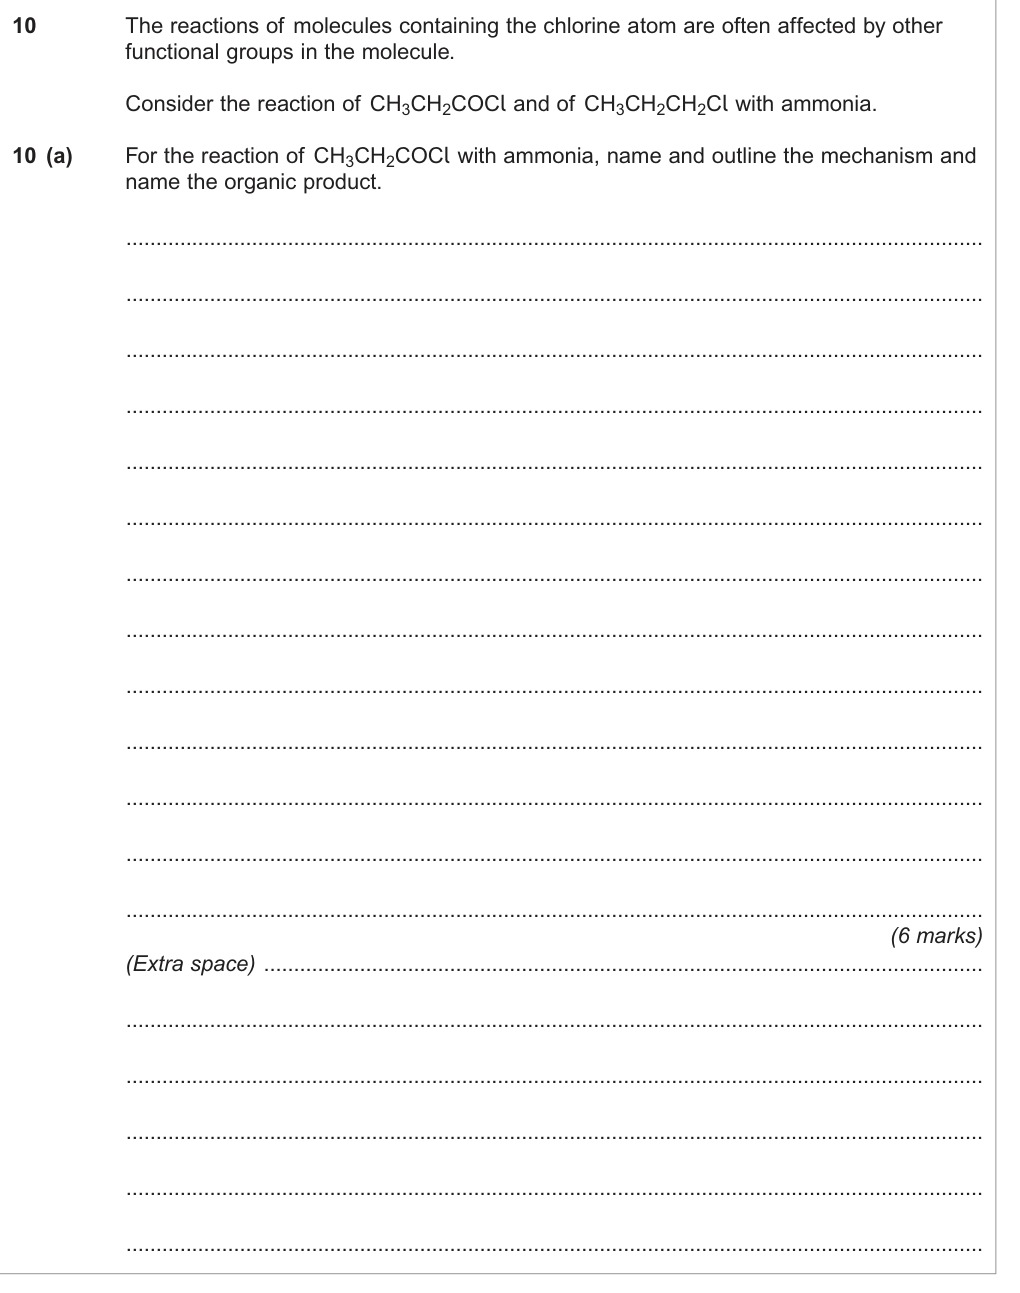 10 The reactions of molecules containing the chlorine atom are often affected by other
functional groups in the molecule.
Consider the reaction of CH₃CH₂COCl and of CH₃CH₂CH₂Cl with ammonia.
10 (a) For the reaction of CH₃CH₂COCl with ammonia, name and outline the mechanism and
name the organic product.
(6 marks)
(Extra space)